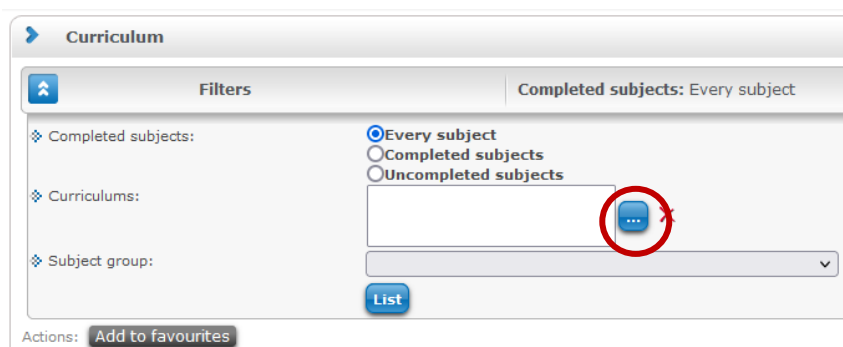 Curriculum
Filters
Completed subjects: Every subject
Completed subjects:
Every subject
Completed subjects
Uncompleted subjects
Curriculums:
...
Subject group:
List
Actions: Add to favourites